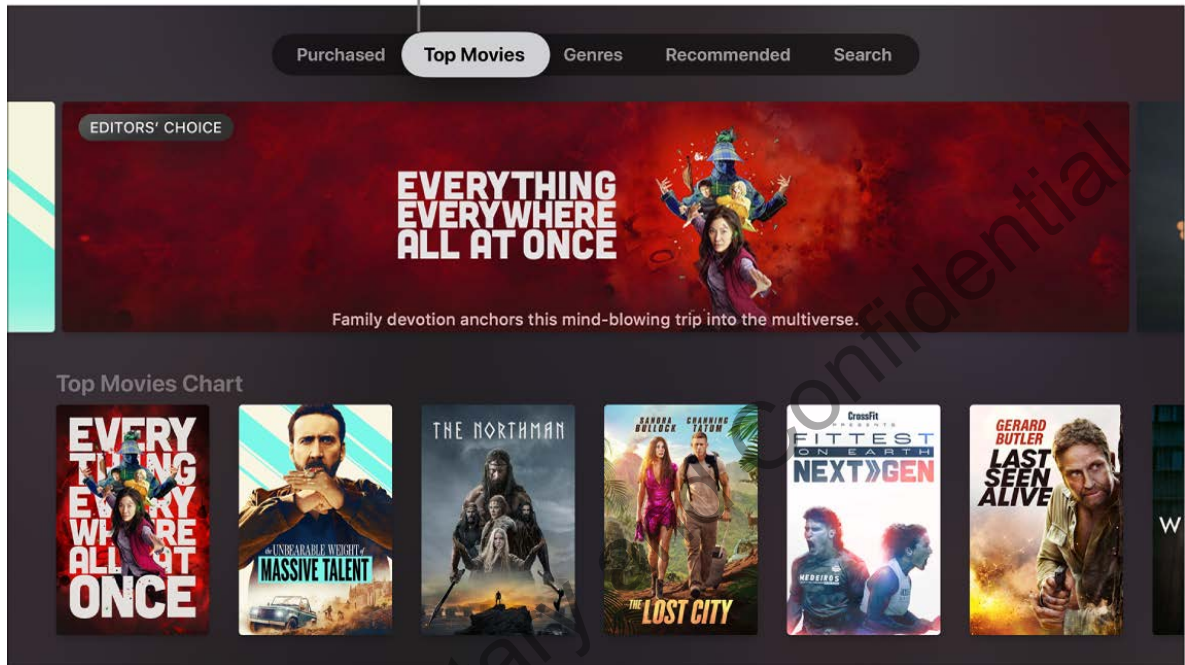 Purchased Top Movies Genres Recommended Search
EDITORS' CHOICE
EVERYTHING
EVERYWHERE
ALL AT ONCE
Family devotion anchors this mind-blowing trip into the multiverse.
Top Movies Chart
EVERY
THING
EVERY
WHERE
ALL AT
ONCE
the UNBEARABLE WEIGHT of
MASSIVE TALENT
THE NORTHMAN
SANDRA BULLOCK
CHANNING TATUM
THE LOST CITY
CrossFit
PRESENTS
FITTEST
ON EARTH
NEXT GEN
MEDEIROS
GERARD
BUTLER
LAST
SEEN
ALIVE
W
Confidential